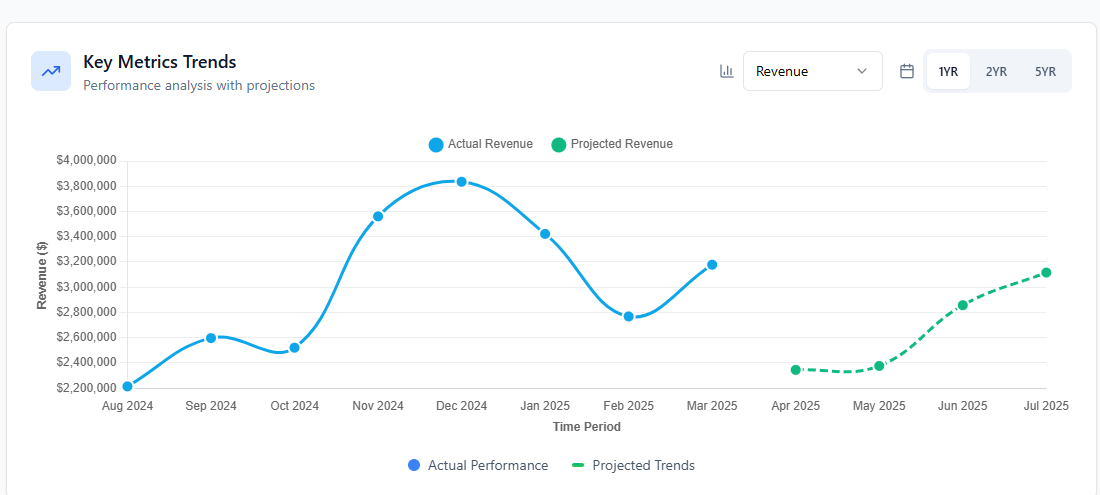 Key Metrics Trends
Performance analysis with projections
Revenue
1YR 2YR 5YR
Actual Revenue Projected Revenue
$4,000,000
$3,800,000
$3,600,000
$3,400,000
$3,200,000
$3,000,000
$2,800,000
$2,600,000
$2,400,000
$2,200,000
Revenue ($)
Aug 2024 Sep 2024 Oct 2024 Nov 2024 Dec 2024 Jan 2025 Feb 2025 Mar 2025 Apr 2025 May 2025 Jun 2025 Jul 2025
Time Period
Actual Performance Projected Trends